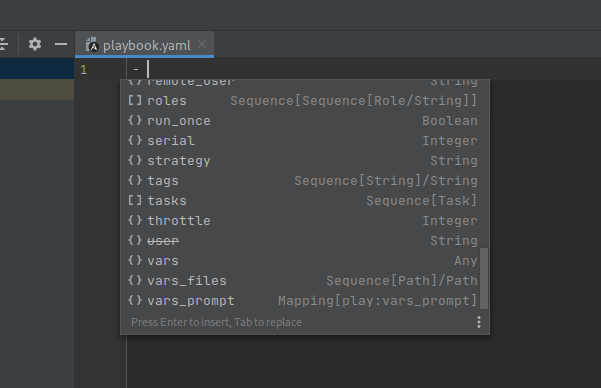 playbook.yaml
1 -
remote_user String
[] roles Sequence[Sequence[Role/String]]
{} run_once Boolean
{} serial Integer
{} strategy String
{} tags Sequence[String]/String
[] tasks Sequence[Task]
{} throttle Integer
{} user String
{} vars Any
{} vars_files Sequence[Path]/Path
{} vars_prompt Mapping[play:vars_prompt]
Press Enter to insert, Tab to replace